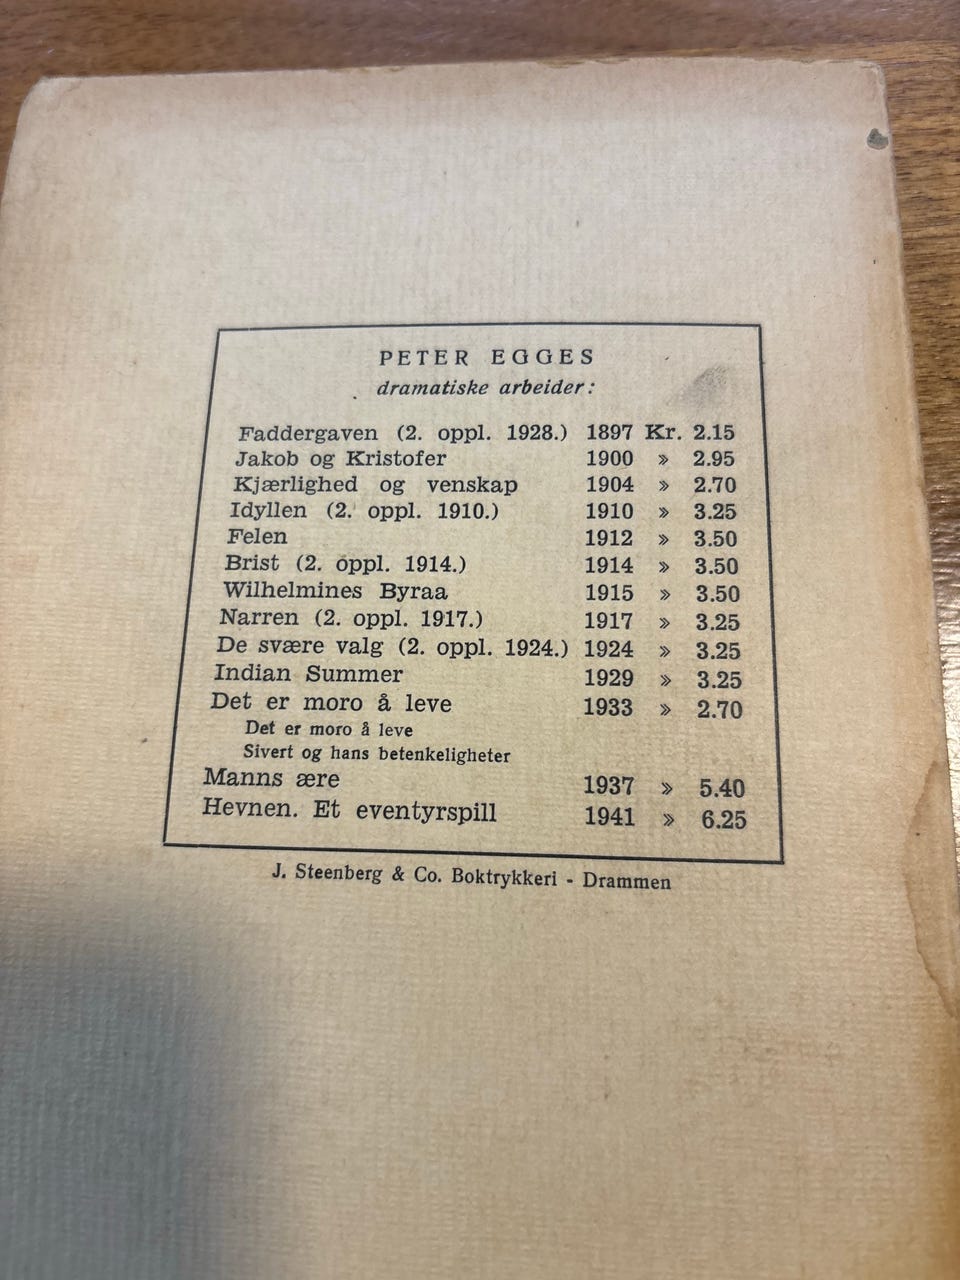 PETER EGGES
dramatiske arbeider:
Faddergaven (2. oppl. 1928.) 1897 Kr. 2.15
Jakob og Kristofer 1900 » 2.95
Kjærlighed og venskap 1904 » 2.70
Idyllen (2. oppl. 1910.) 1910 » 3.25
Felen 1912 » 3.50
Brist (2. oppl. 1914.) 1914 » 3.50
Wilhelmines Byraa 1915 » 3.50
Narren (2. oppl. 1917.) 1917 » 3.25
De svære valg (2. oppl. 1924.) 1924 » 3.25
Indian Summer 1929 » 3.25
Det er moro å leve 1933 » 2.70
Det er moro å leve
Sivert og hans betenkeligheter
Manns ære 1937 » 5.40
Hevnen. Et eventyrspill 1941 » 6.25
J. Steenberg & Co. Boktrykkeri - Drammen